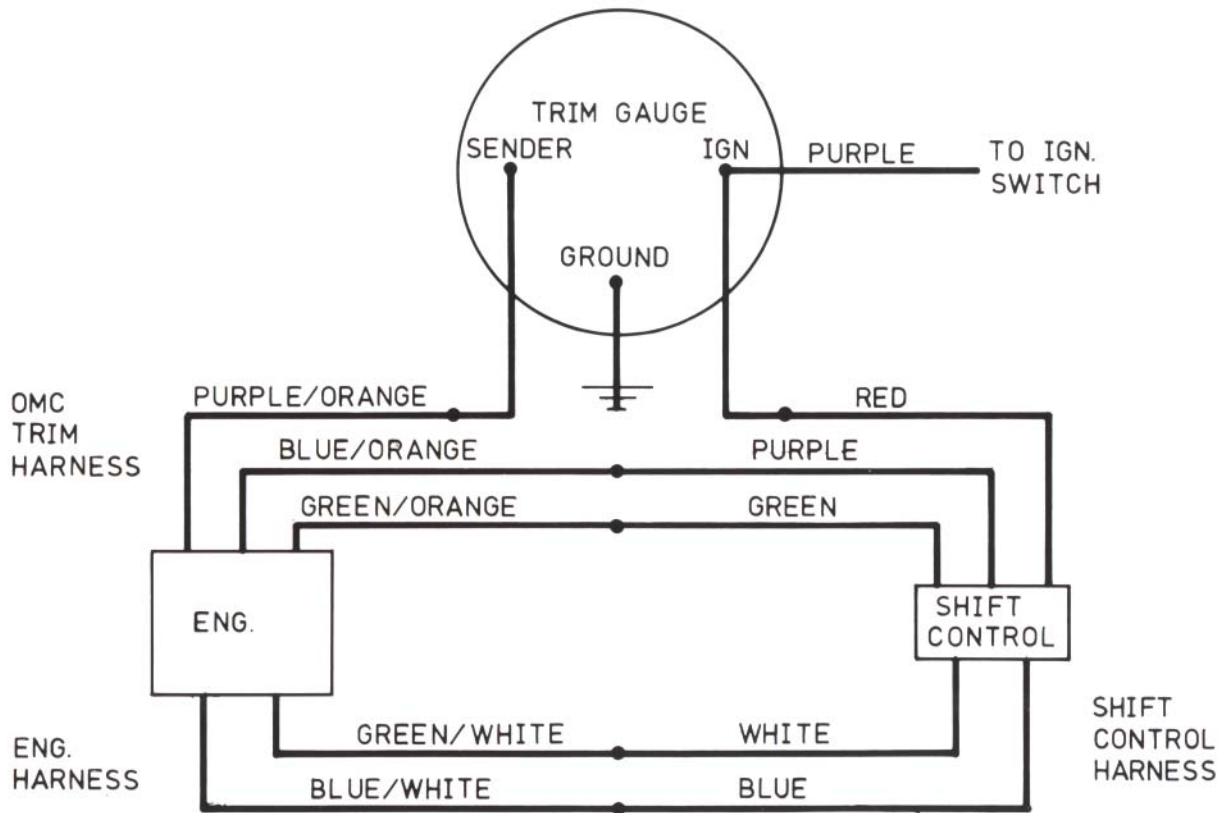 TRIM GAUGE
SENDER
IGN
PURPLE
TO IGN.
SWITCH
GROUND
OMC
TRIM
HARNESS
PURPLE/ORANGE
RED
BLUE/ORANGE
PURPLE
GREEN/ORANGE
GREEN
ENG.
SHIFT
CONTROL
ENG.
HARNESS
GREEN/WHITE
WHITE
BLUE/WHITE
BLUE
SHIFT
CONTROL
HARNESS